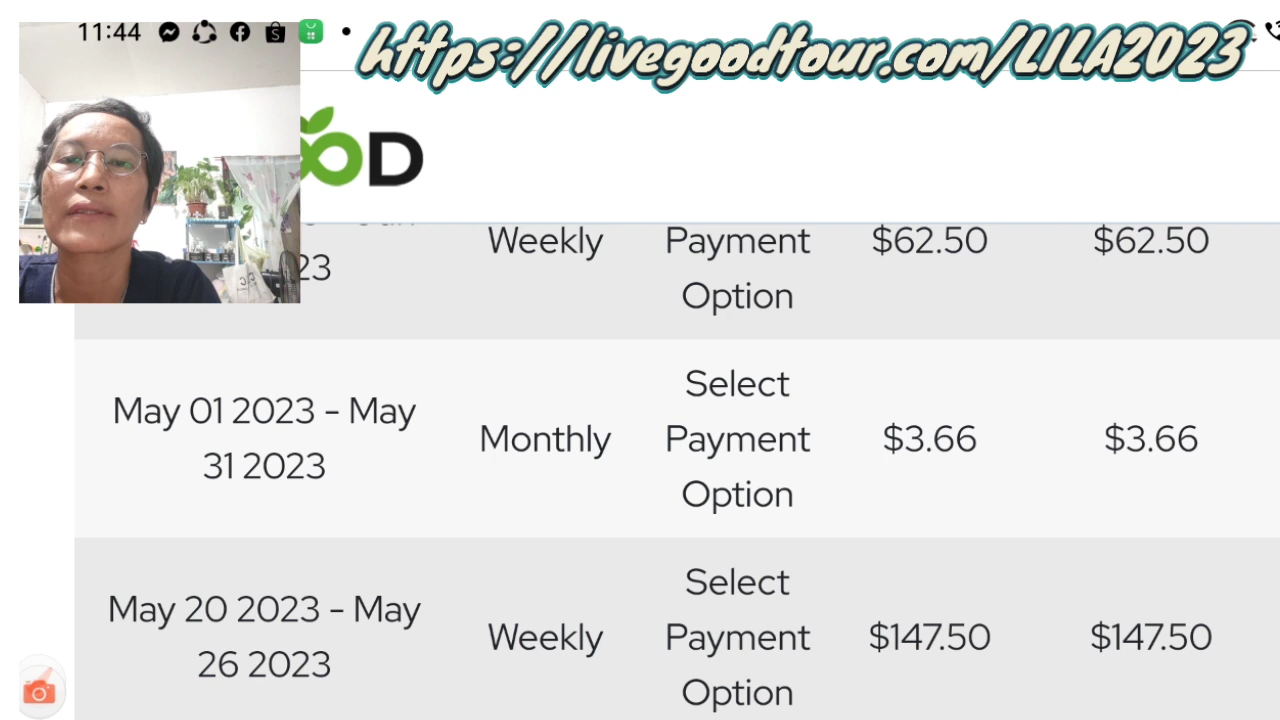 11:44
https://livegoodtour.com/LILA2023
OD
Weekly Payment Option $62.50 $62.50
23
May 01 2023 - May 31 2023 Monthly Select Payment Option $3.66 $3.66
May 20 2023 - May 26 2023 Weekly Select Payment Option $147.50 $147.50